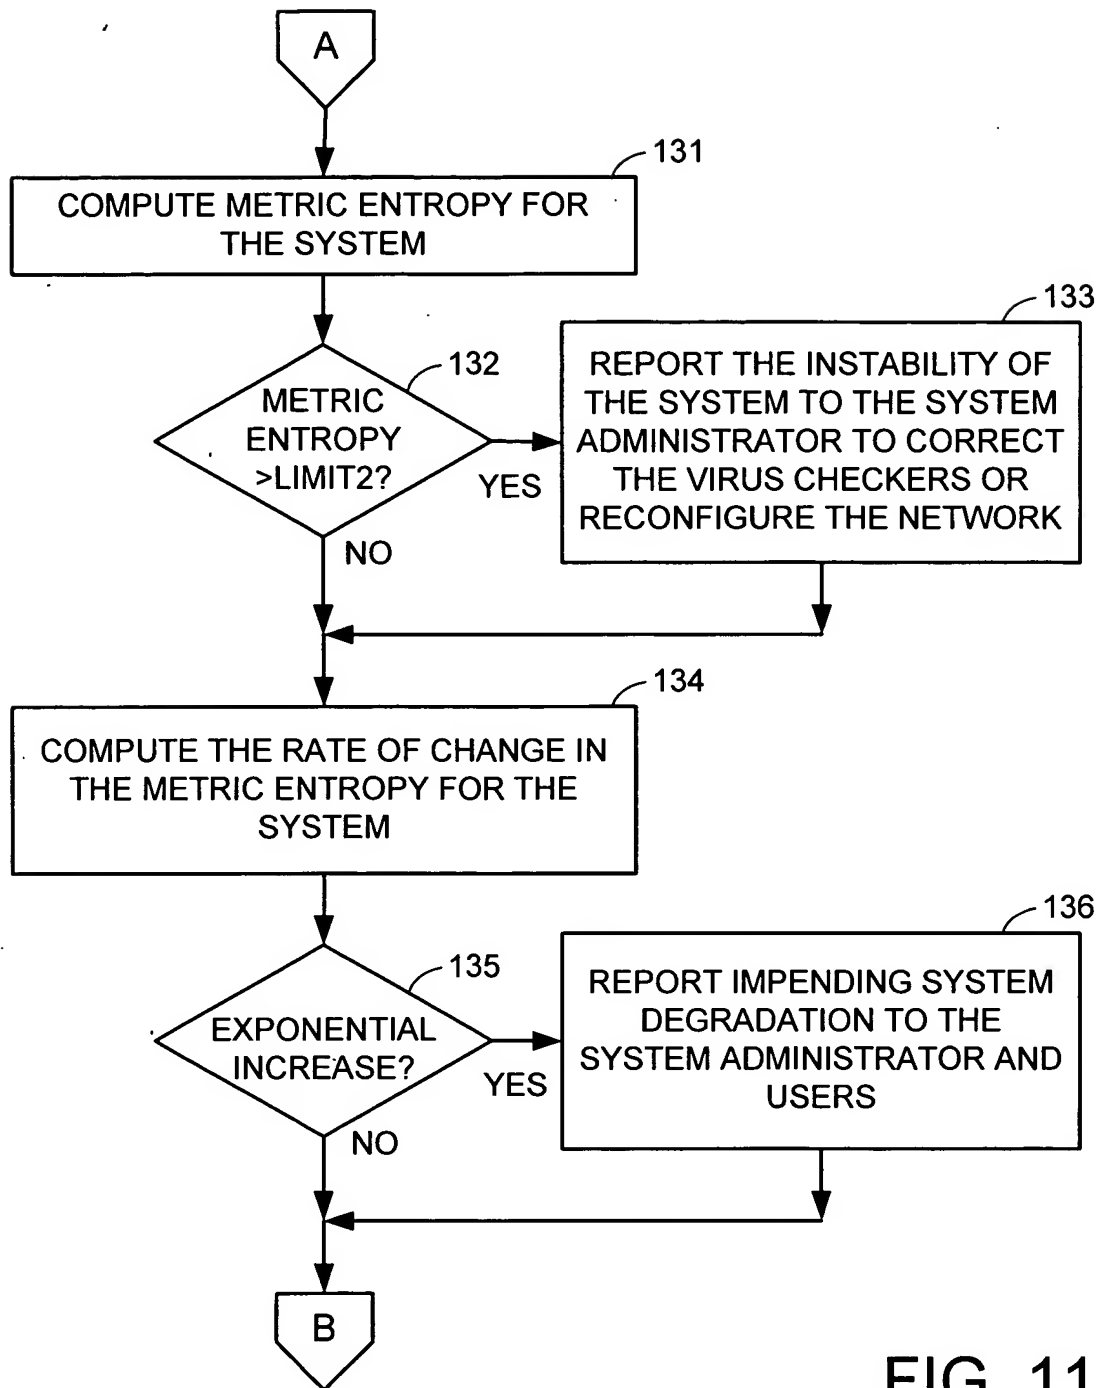 A
131
COMPUTE METRIC ENTROPY FOR
THE SYSTEM
132
METRIC
ENTROPY
>LIMIT2?
YES
NO
133
REPORT THE INSTABILITY OF
THE SYSTEM TO THE SYSTEM
ADMINISTRATOR TO CORRECT
THE VIRUS CHECKERS OR
RECONFIGURE THE NETWORK
134
COMPUTE THE RATE OF CHANGE IN
THE METRIC ENTROPY FOR THE
SYSTEM
135
EXPONENTIAL
INCREASE?
YES
NO
136
REPORT IMPENDING SYSTEM
DEGRADATION TO THE
SYSTEM ADMINISTRATOR AND
USERS
B
FIG. 11